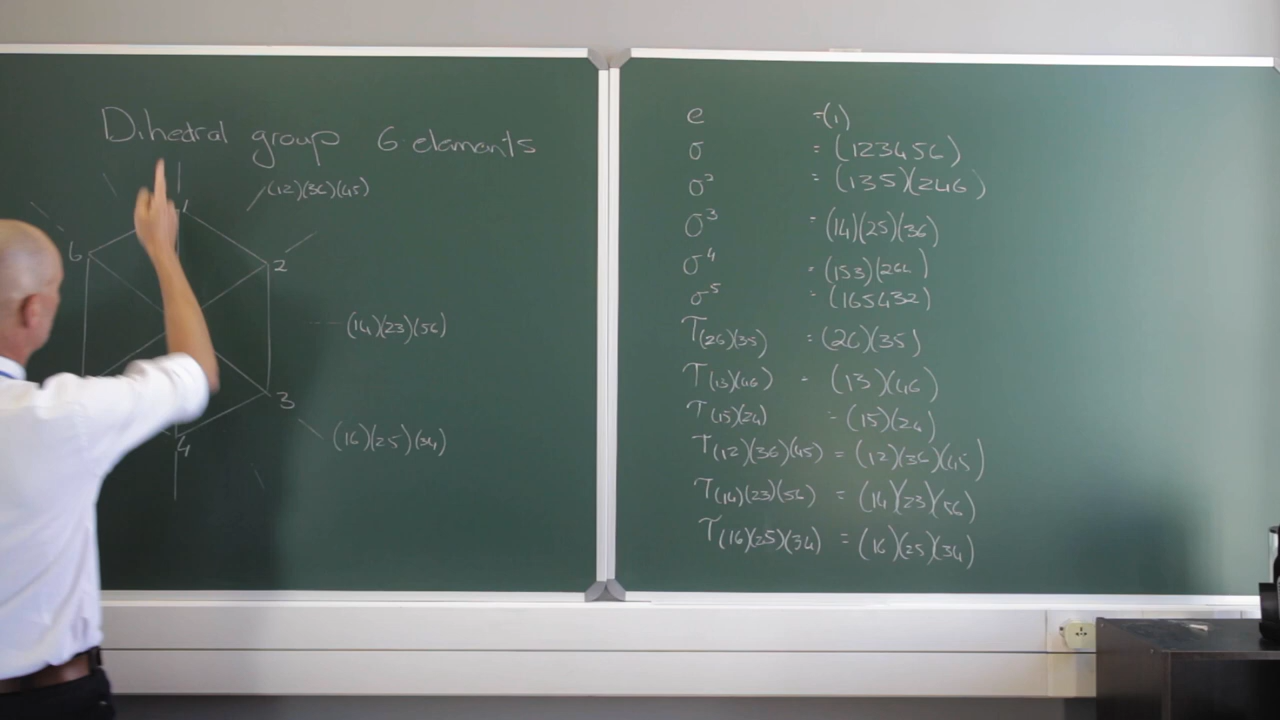 Dihedral group 6 elements
1
(12)(36)(45)
6
2
(14)(23)(56)
3
(16)(25)(34)
4
e =(1)
σ = (123456)
σ² = (135)(246)
σ³ = (14)(25)(36)
σ⁴ = (153)(264)
σ⁵ = (165432)
τ(26)(35) = (26)(35)
τ(13)(46) = (13)(46)
τ(15)(24) = (15)(24)
τ(12)(36)(45) = (12)(36)(45)
τ(14)(23)(56) = (14)(23)(56)
τ(16)(25)(34) = (16)(25)(34)